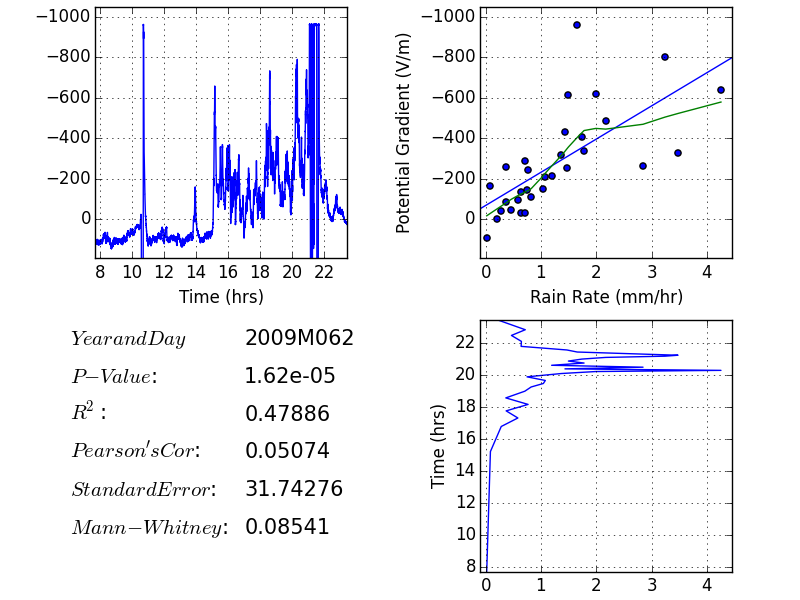 −1000
−800
−600
−400
−200
0
8 10 12 14 16 18 20 22
Time (hrs)
Potential Gradient (V/m)
−1000
−800
−600
−400
−200
0
0 1 2 3 4
Rain Rate (mm/hr)
YearandDay 2009M062
P−Value: 1.62e-05
R²: 0.47886
Pearson'sCor: 0.05074
StandardError: 31.74276
Mann−Whitney: 0.08541
Time (hrs)
22
20
18
16
14
12
10
8
0 1 2 3 4